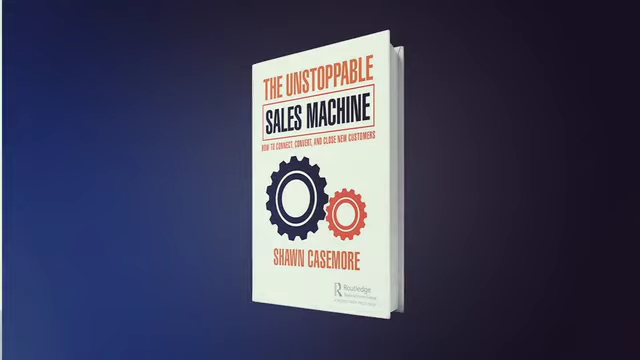 THE UNSTOPPABLE
SALES MACHINE
HOW TO CONNECT, CONVERT, AND CLOSE NEW CUSTOMERS
SHAWN CASEMORE
Routledge